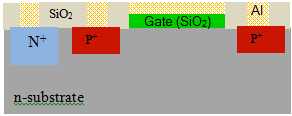 SiO₂ Al
Gate (SiO₂)
N⁺ P⁺ P⁺
n-substrate